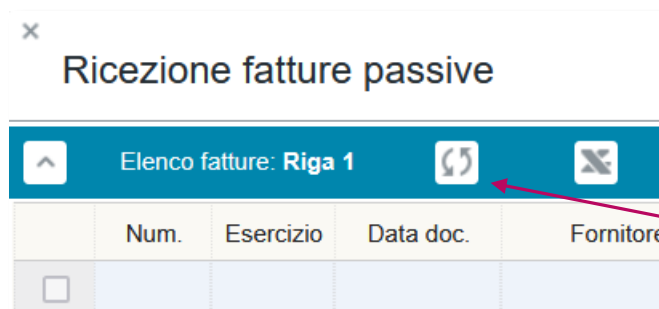 Ricezione fatture passive
Elenco fatture: Riga 1
Num. Esercizio Data doc. Fornitore